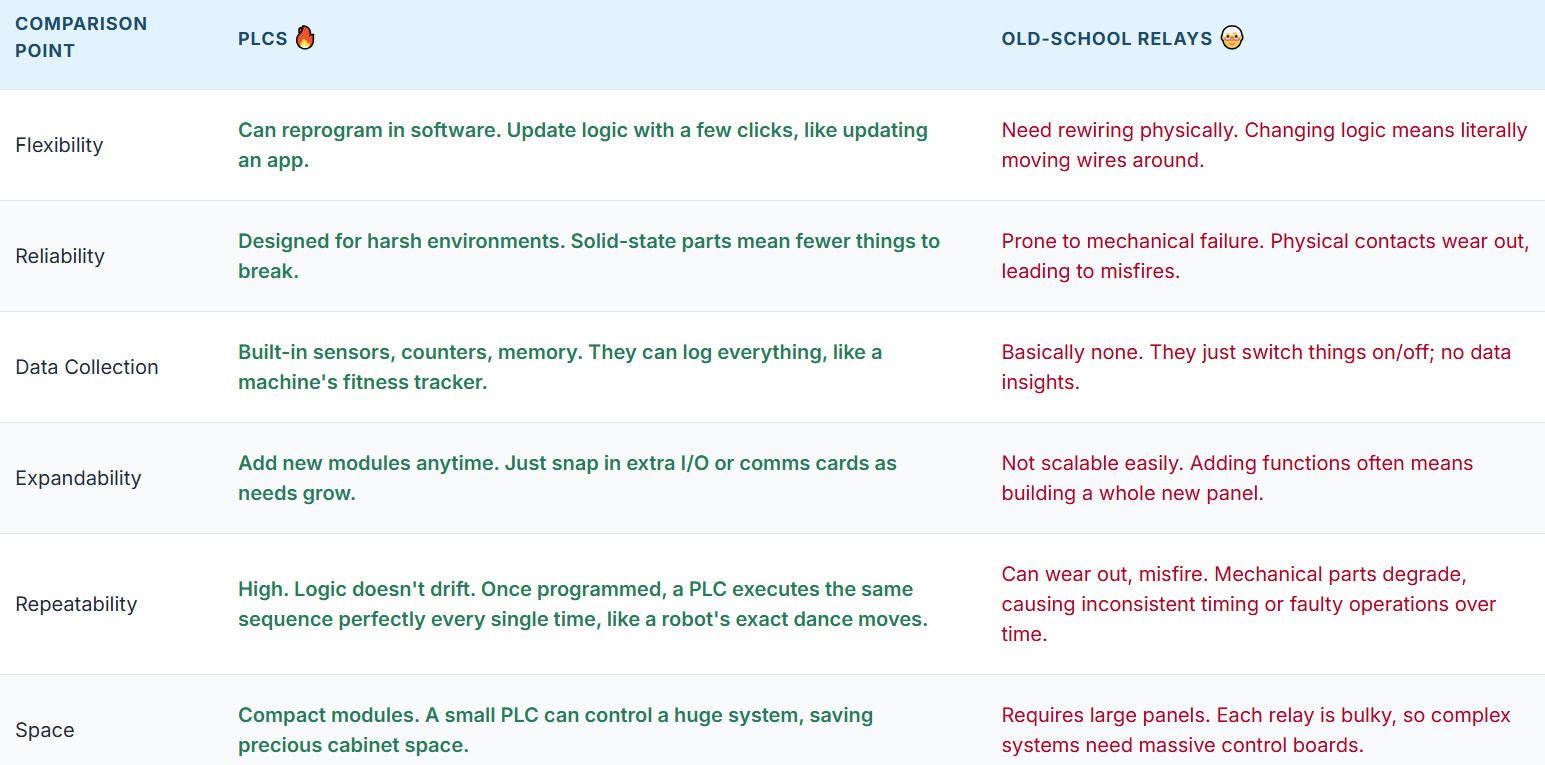 COMPARISON
POINT
PLCS 🔥
OLD-SCHOOL RELAYS 👴
Flexibility
Can reprogram in software. Update logic with a few clicks, like updating
an app.
Need rewiring physically. Changing logic means literally
moving wires around.
Reliability
Designed for harsh environments. Solid-state parts mean fewer things to
break.
Prone to mechanical failure. Physical contacts wear out,
leading to misfires.
Data Collection
Built-in sensors, counters, memory. They can log everything, like a
machine's fitness tracker.
Basically none. They just switch things on/off; no data
insights.
Expandability
Add new modules anytime. Just snap in extra I/O or comms cards as
needs grow.
Not scalable easily. Adding functions often means
building a whole new panel.
Repeatability
High. Logic doesn't drift. Once programmed, a PLC executes the same
sequence perfectly every single time, like a robot's exact dance moves.
Can wear out, misfire. Mechanical parts degrade,
causing inconsistent timing or faulty operations over
time.
Space
Compact modules. A small PLC can control a huge system, saving
precious cabinet space.
Requires large panels. Each relay is bulky, so complex
systems need massive control boards.